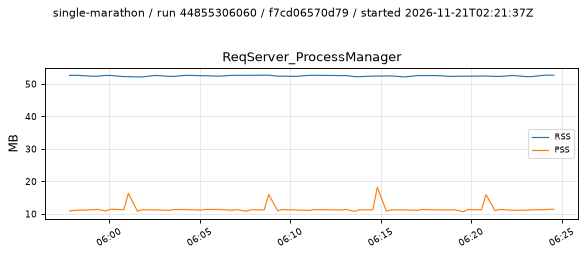 single-marathon / run 44855306060 / f7cd06570d79 / started 2026-11-21T02:21:37Z
ReqServer_ProcessManager
MB
50
40
30
20
10
RSS
PSS
06:00
06:05
06:10
06:15
06:20
06:25